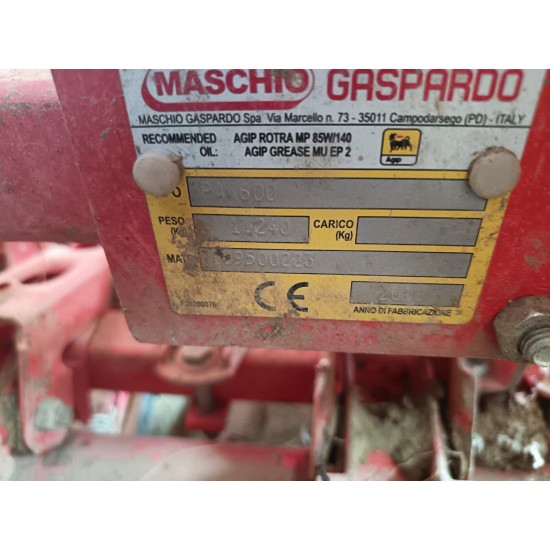 MASCHIO GASPARDO
MASCHIO GASPARDO Spa Via Marcello n. 73 - 35011 Campodarsego (PD) - ITALY
RECOMMENDED AGIP ROTRA MP 85W/140
OIL: AGIP GREASE MU EP 2
Agip
600
PESO (Kg) CARICO (Kg)
CE
ANNO DI FABBRICAZIONE